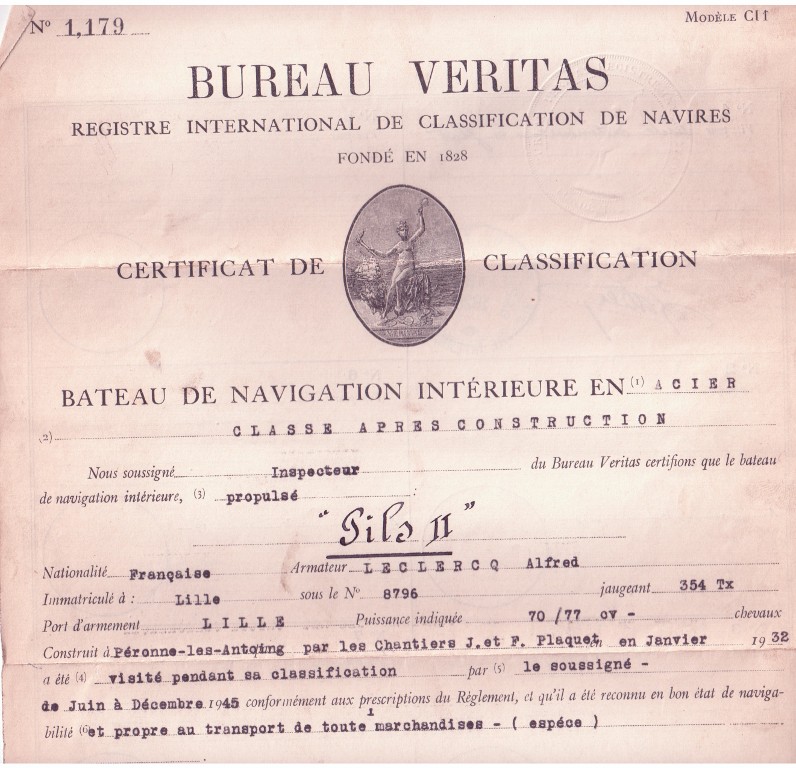 Nº 1,179
MODÈLE CI I
BUREAU VERITAS
REGISTRE INTERNATIONAL DE CLASSIFICATION DE NAVIRES
FONDÉ EN 1828
CERTIFICAT DE CLASSIFICATION
BATEAU DE NAVIGATION INTÉRIEURE EN (1) ACIER
(2) CLASSE APRES CONSTRUCTION
Nous soussigné Inspecteur du Bureau Veritas certifions que le bateau
de navigation intérieure, (3) propulsé :
"Gils II"
Nationalité Française Armateur LECLERCQ Alfred
Immatriculé à : Lille sous le Nº 8796 jaugeant 354 Tx
Port d'armement LILLE Puissance indiquée 70/77 cv - chevaux
Construit à Péronne-les-Antoing par les Chantiers J. et F. Plaquet, en Janvier 1932
a été (4) visité pendant sa classification par (5) le soussigné -
de Juin à Décembre 1945 conformément aux prescriptions du Règlement, et qu'il a été reconnu en bon état de naviga-
bilité (6) et propre au transport de toute 1 marchandises - ( espéce )